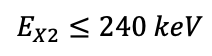 E_{X2} ≤ 240 keV